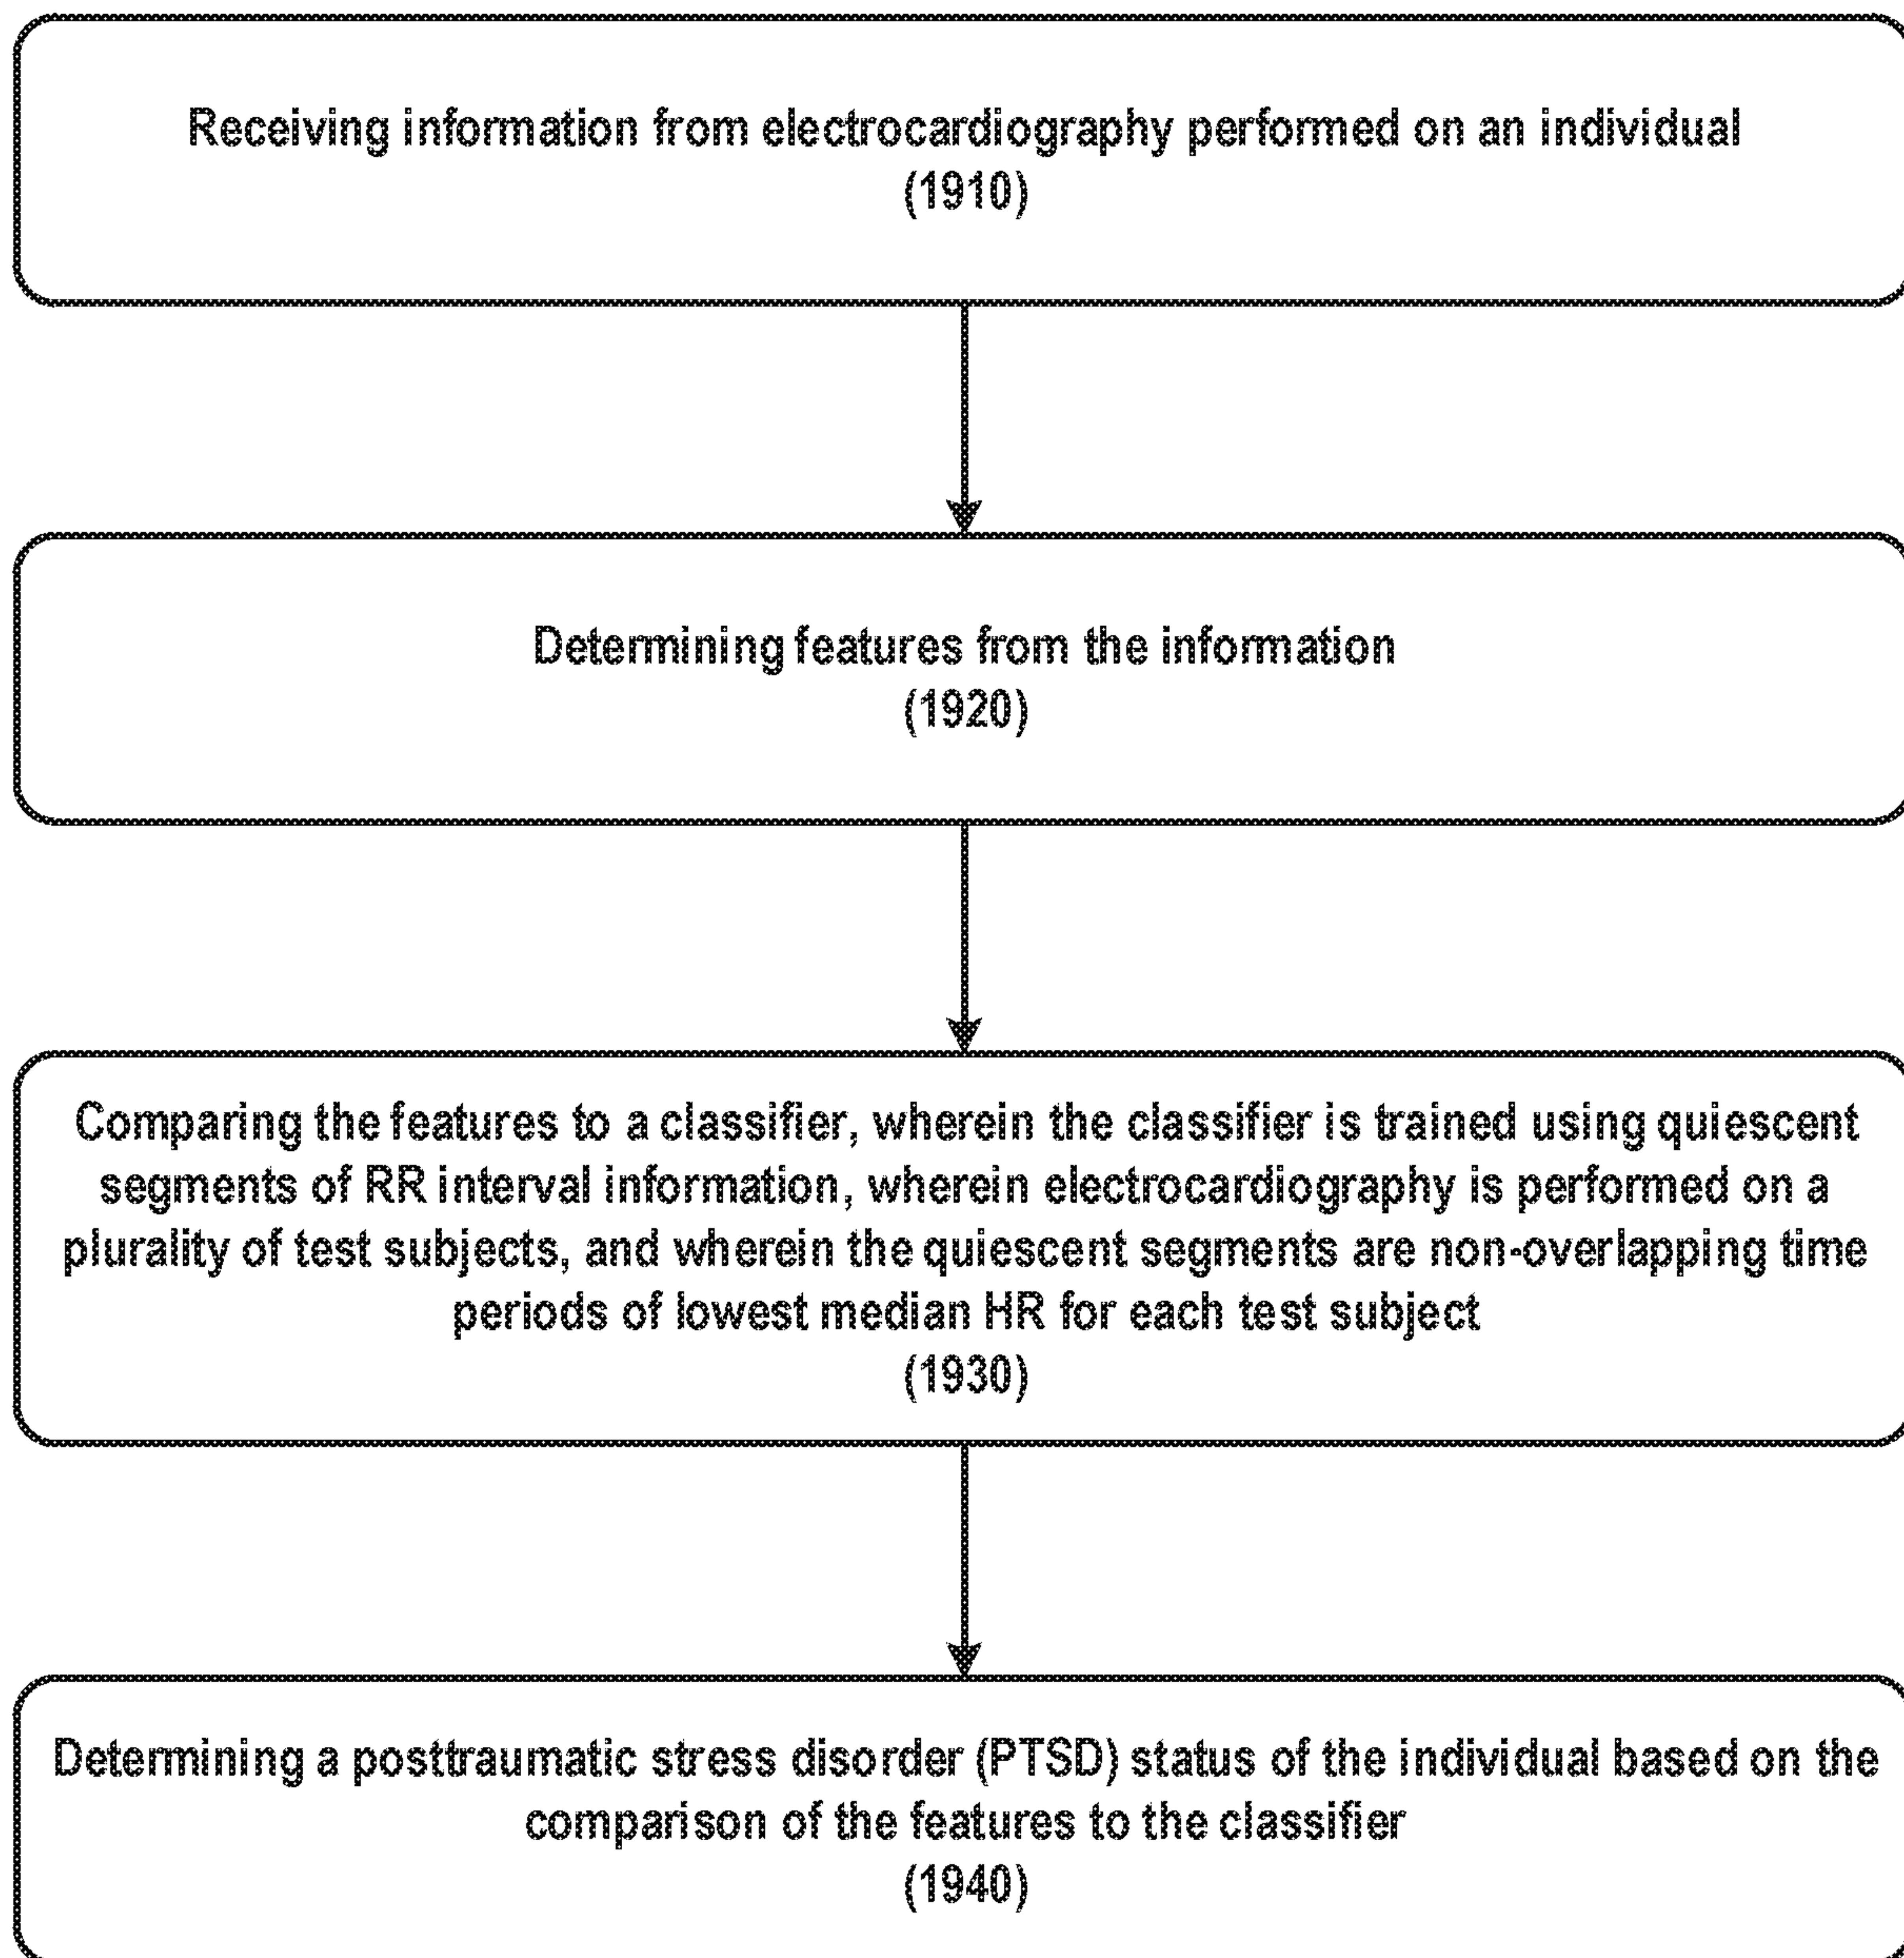 Receiving information from electrocardiography performed on an individual
(1910)
Determining features from the information
(1920)
Comparing the features to a classifier, wherein the classifier is trained using quiescent
segments of RR interval information, wherein electrocardiography is performed on a
plurality of test subjects, and wherein the quiescent segments are non-overlapping time
periods of lowest median HR for each test subject
(1930)
Determining a posttraumatic stress disorder (PTSD) status of the individual based on the
comparison of the features to the classifier
(1940)